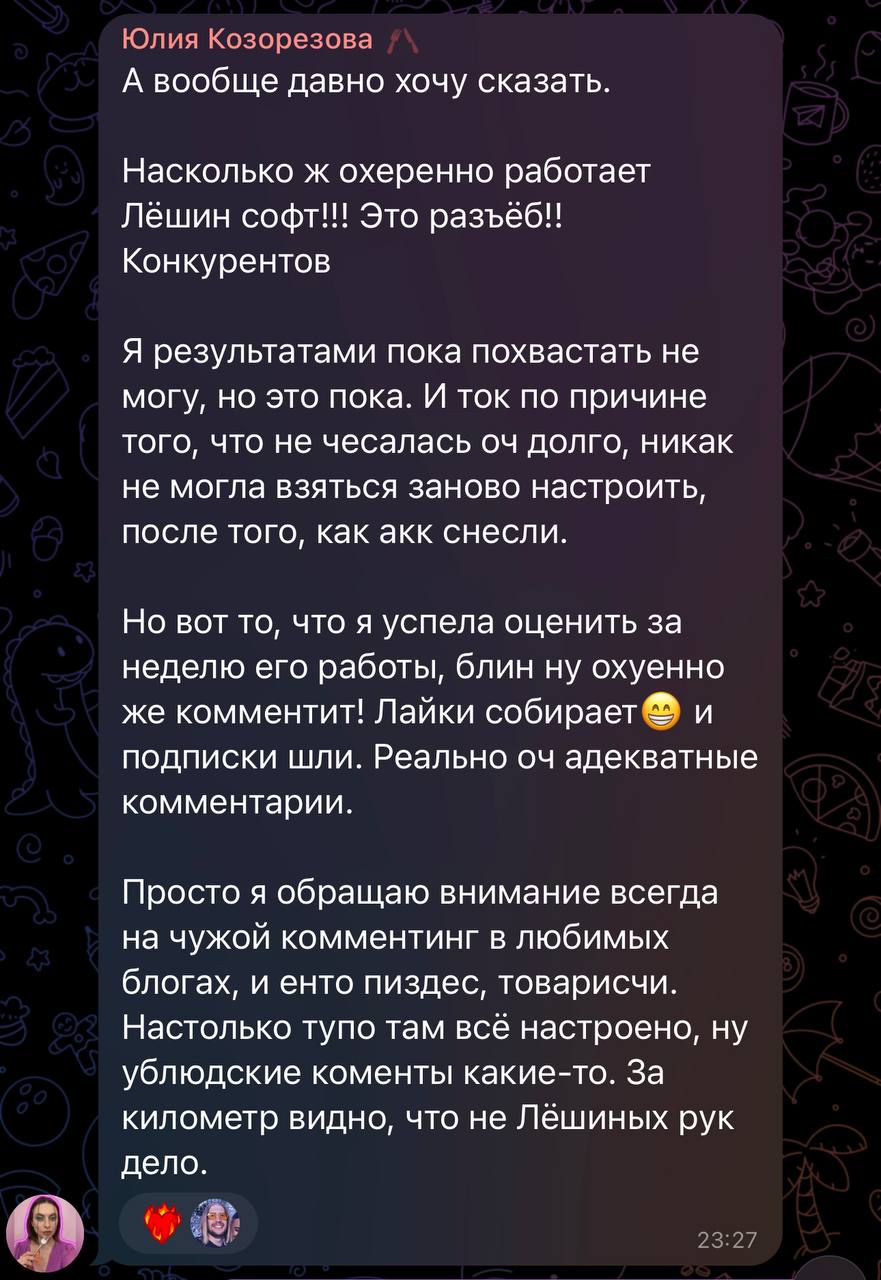 Юлия Козорезова
А вообще давно хочу сказать.
Насколько ж охеренно работает
Лёшин софт!!! Это разъёб!!
Конкурентов
Я результатами пока похвастать не
могу, но это пока. И ток по причине
того, что не чесалась оч долго, никак
не могла взяться заново настроить,
после того, как акк снесли.
Но вот то, что я успела оценить за
неделю его работы, блин ну охуенно
же комментит! Лайки собирает😁 и
подписки шли. Реально оч адекватные
комментарии.
Просто я обращаю внимание всегда
на чужой комментинг в любимых
блогах, и енто пиздес, товарисчи.
Настолько тупо там всё настроено, ну
ублюдские коменты какие-то. За
километр видно, что не Лёшиных рук
дело.
23:27